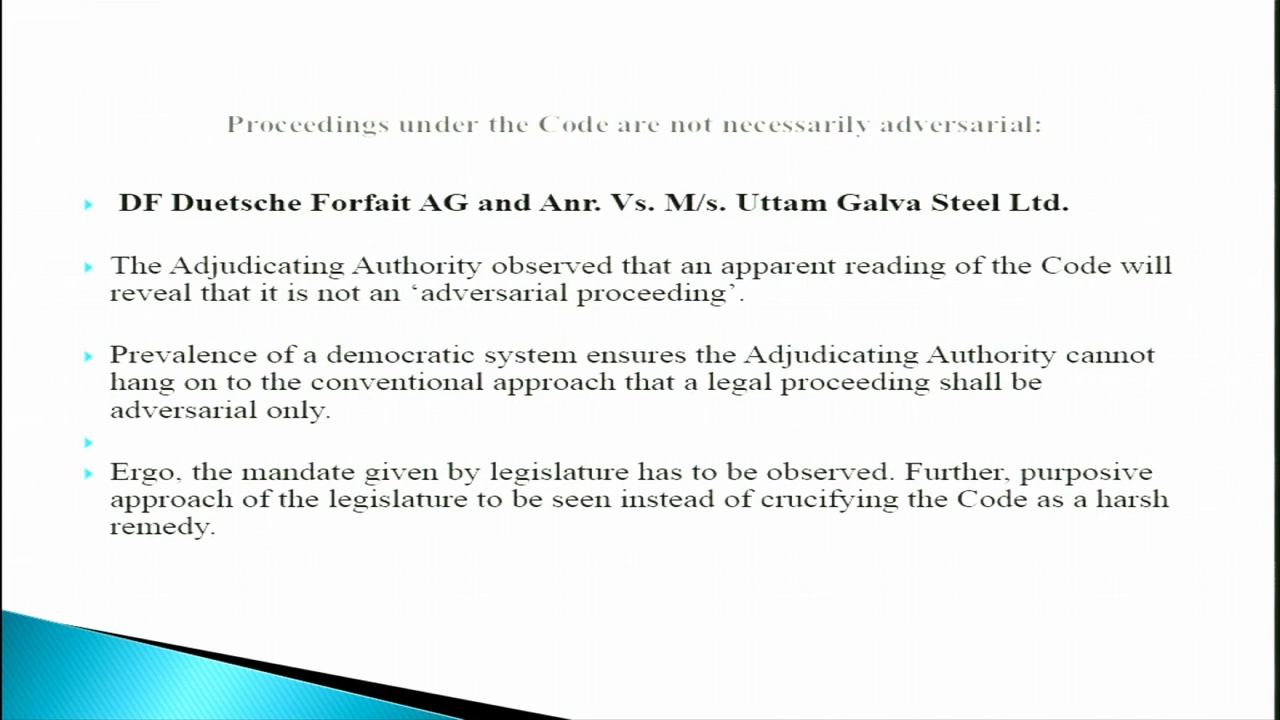 Proceedings under the Code are not necessarily adversarial:
DF Duetsche Forfait AG and Anr. Vs. M/s. Uttam Galva Steel Ltd.
The Adjudicating Authority observed that an apparent reading of the Code will
reveal that it is not an ‘adversarial proceeding’.
Prevalence of a democratic system ensures the Adjudicating Authority cannot
hang on to the conventional approach that a legal proceeding shall be
adversarial only.
Ergo, the mandate given by legislature has to be observed. Further, purposive
approach of the legislature to be seen instead of crucifying the Code as a harsh
remedy.